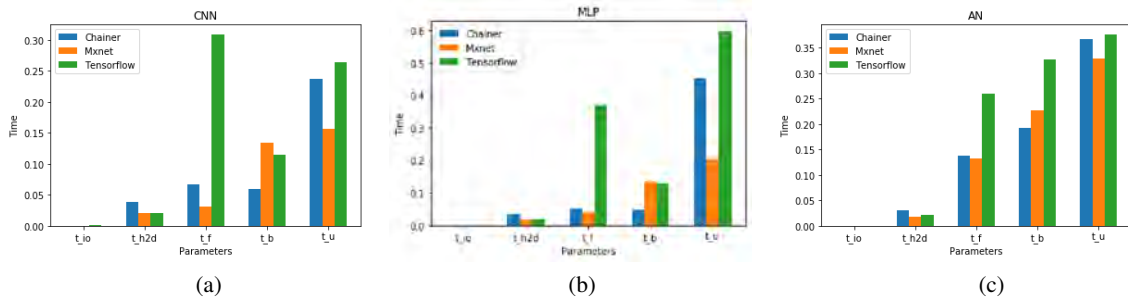 CNN
Chainer
Mxnet
Tensorflow
Time
0.30
0.25
0.20
0.15
0.10
0.05
0.00
t_io
t_h2d
t_f
t_b
t_u
Parameters
(a)
MLP
Chainer
Mxnet
Tensorflow
Time
0.6
0.5
0.4
0.3
0.2
0.1
0.0
t_io
t_h2d
t_f
t_b
t_u
Parameters
(b)
AN
Chainer
Mxnet
Tensorflow
Time
0.35
0.30
0.25
0.20
0.15
0.10
0.05
0.00
t_io
t_h2d
t_f
t_b
t_u
Parameters
(c)